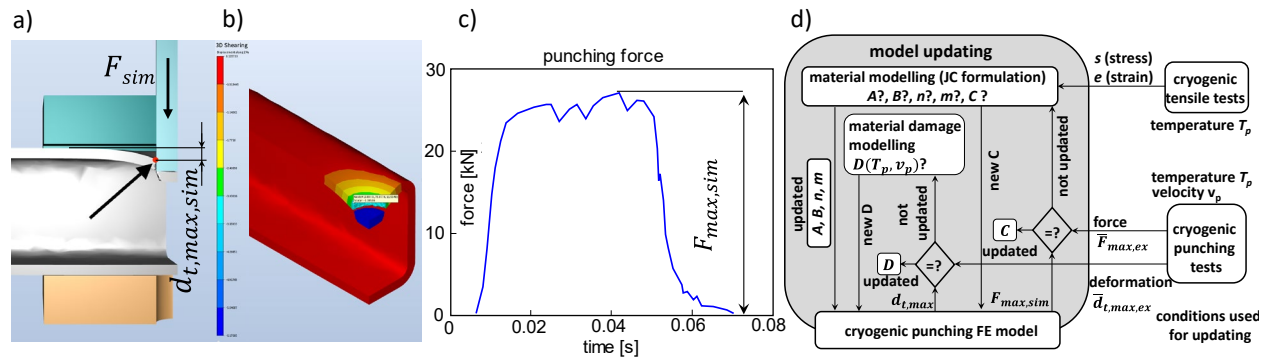 a)
b)
c)
d)
F_sim
d_t,max,sim
3D Shearing
punching force
30
20
10
0
force [kN]
F_max,sim
0
0.02
0.04
0.06
0.08
time [s]
model updating
material modelling (JC formulation)
A?, B?, n?, m?, C ?
s (stress)
e (strain)
cryogenic
tensile tests
temperature T_p
material damage
modelling
D(T_p, v_p)?
updated
A, B, n, m
new D
not
updated
new C
not updated
temperature T_p
velocity v_p
cryogenic
punching
tests
force
F̅_max,ex
C
=?
updated
D
=?
updated
d_t,max
F_max,sim
deformation
d̅_t,max,ex
cryogenic punching FE model
conditions used
for updating